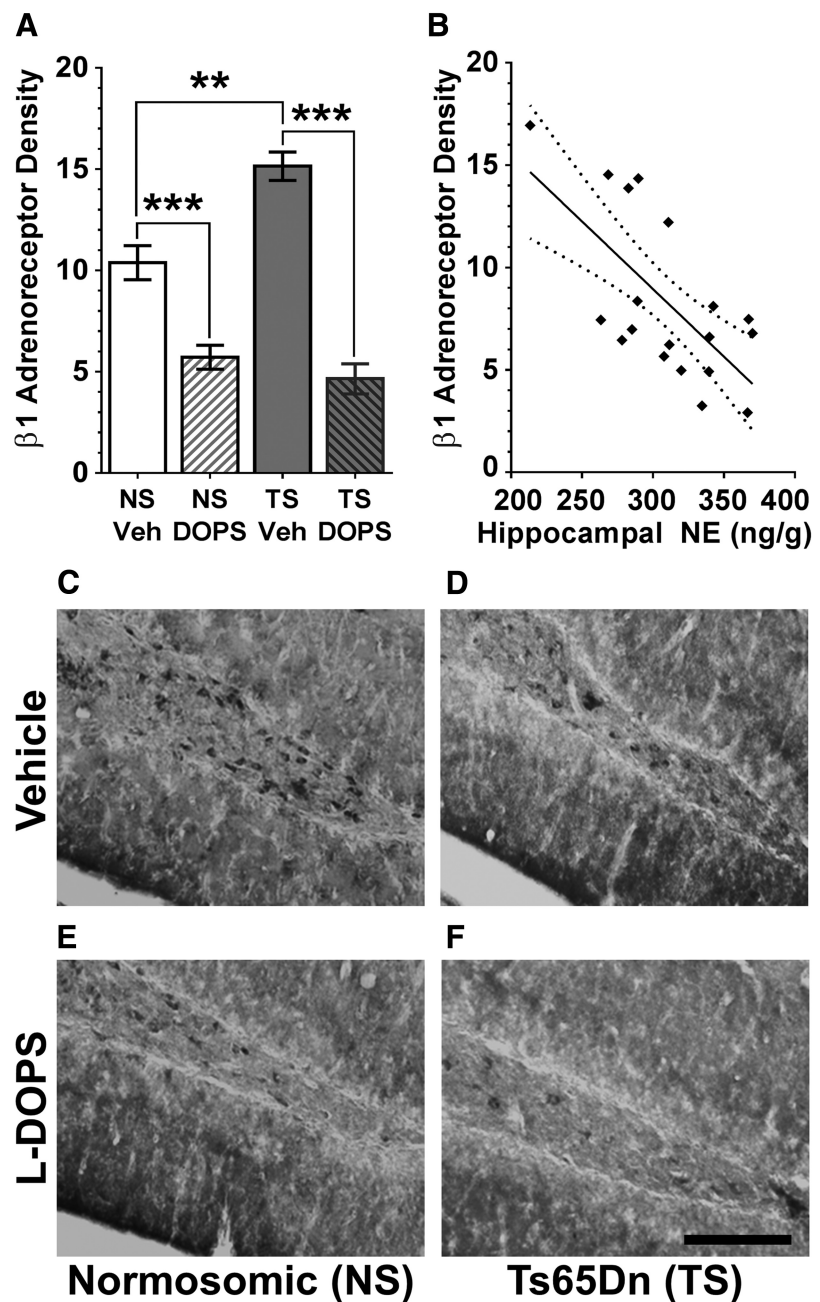 A
β1 Adrenoreceptor Density
20
15
10
5
0
**
***
***
NS
Veh
NS
DOPS
TS
Veh
TS
DOPS
B
β1 Adrenoreceptor Density
20
15
10
5
0
200 250 300 350 400
Hippocampal NE (ng/g)
C
D
Vehicle
E
F
L-DOPS
Normosomic (NS)
Ts65Dn (TS)